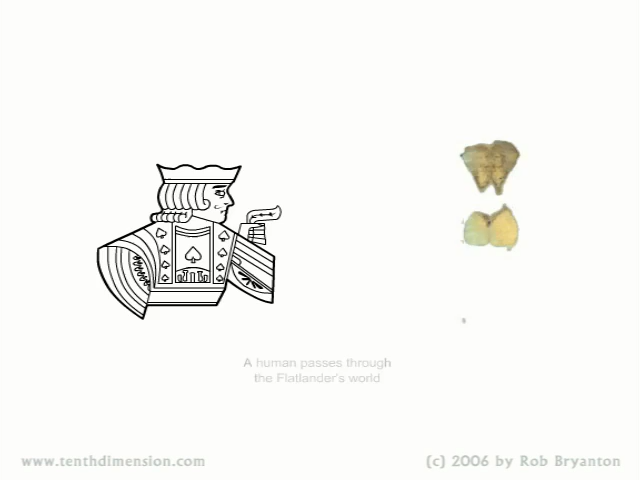 A human passes through
the Flatlander's world
www.tenthdimension.com
(c) 2006 by Rob Bryanton